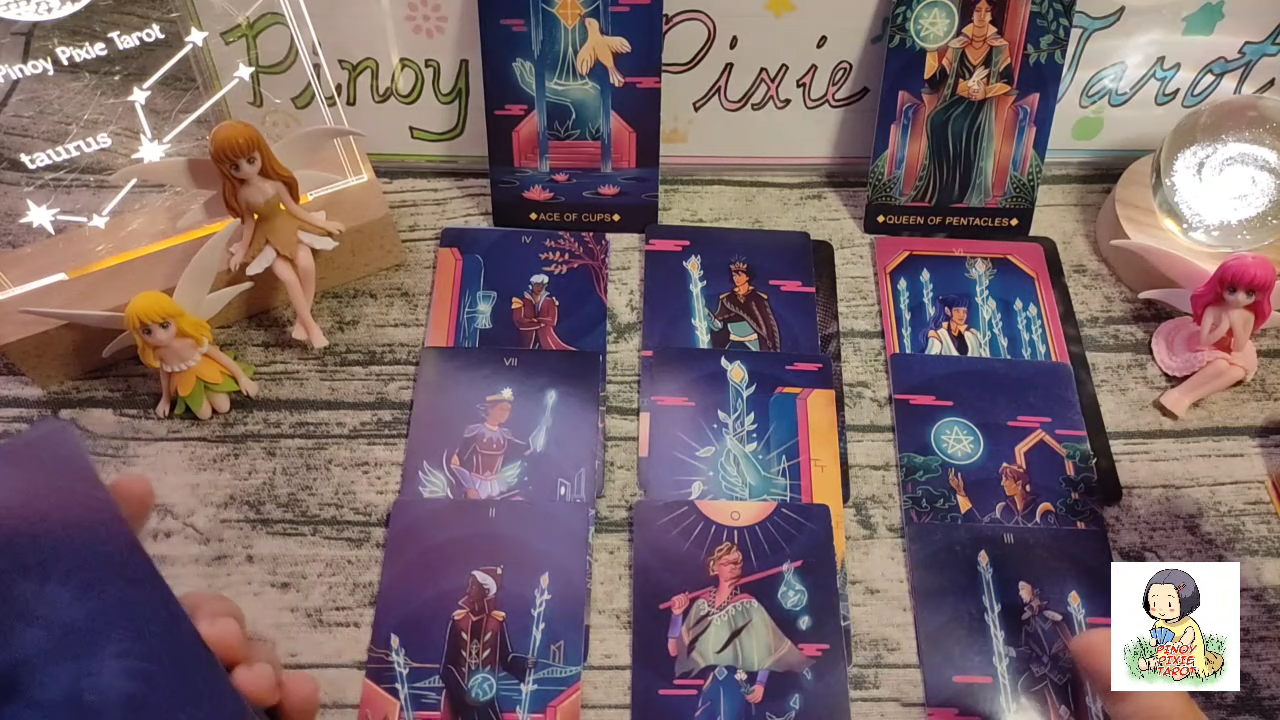 Pinoy Pixie Tarot
taurus
Pinoy Pixie Tarot
◆ACE OF CUPS◆
◆QUEEN OF PENTACLES◆
IV
VI
VII
II
O
III
PINOY
PIXIE
TAROT